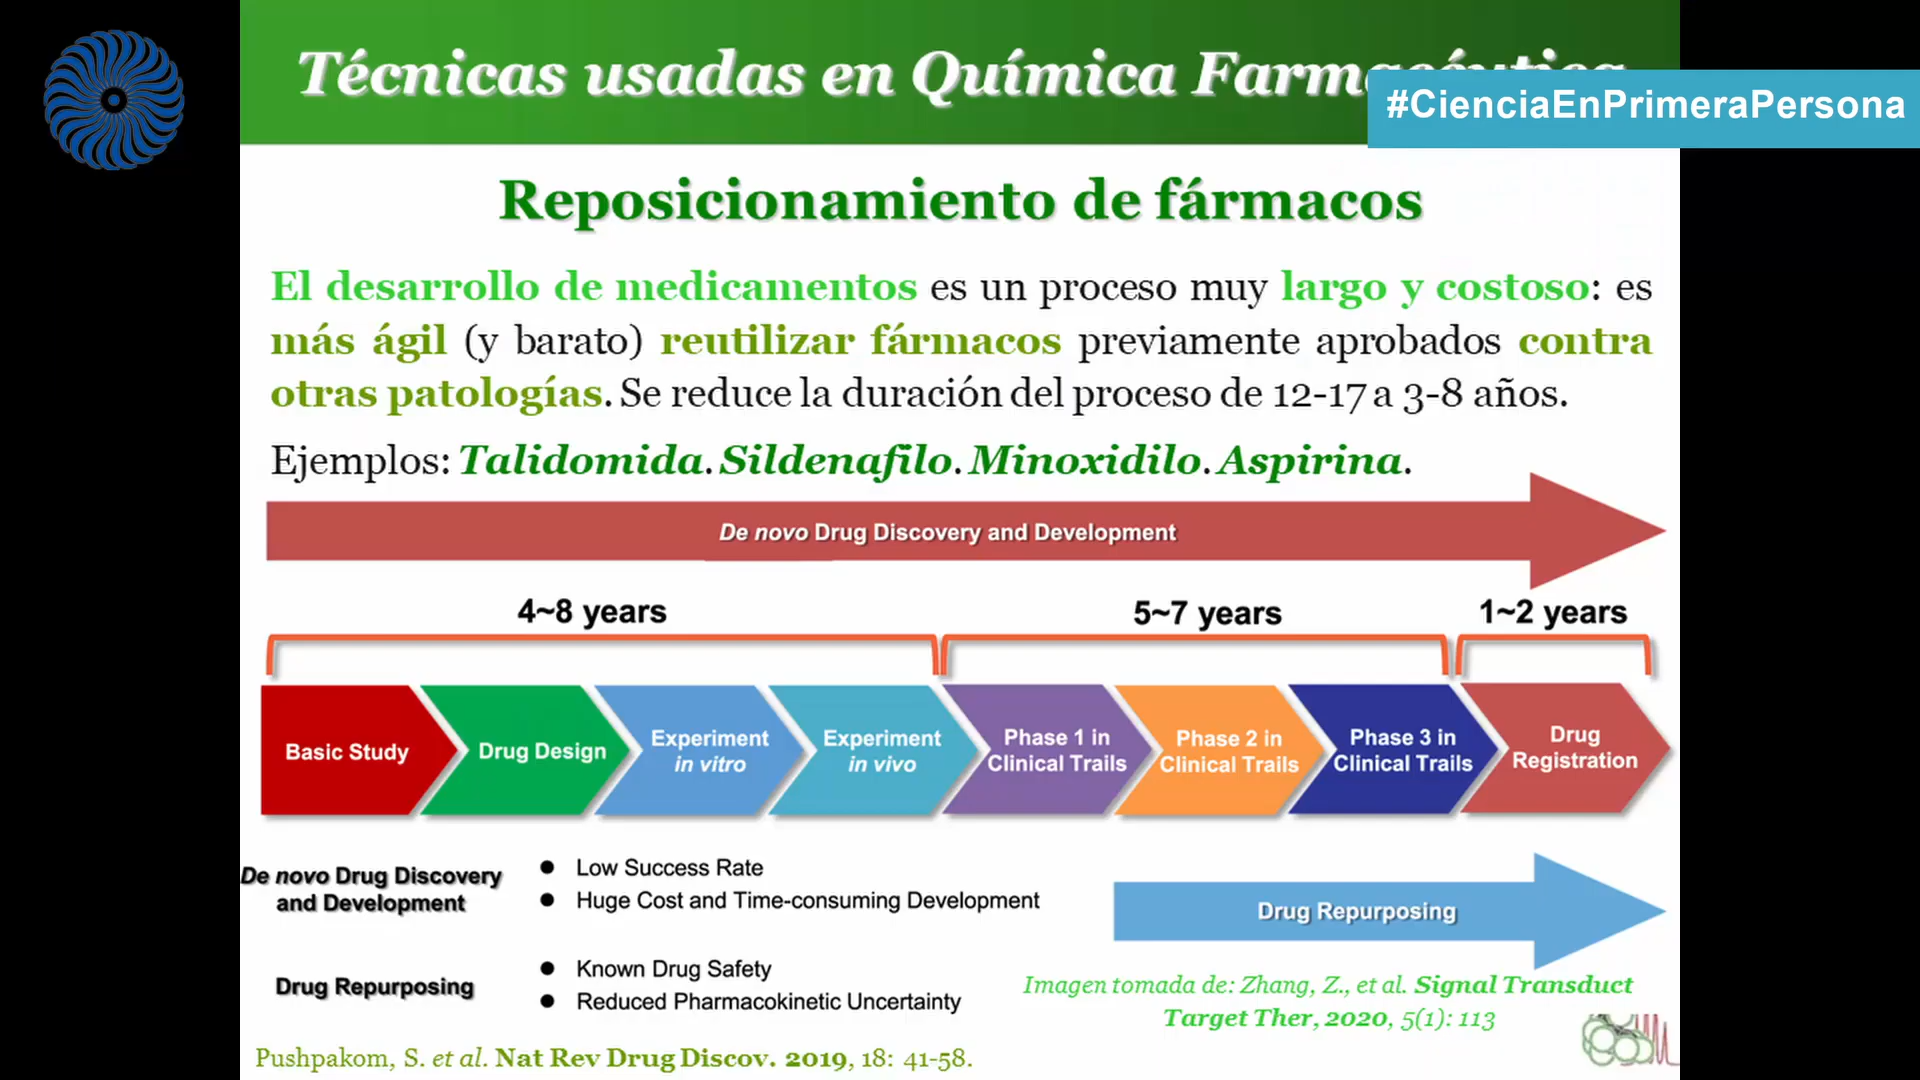 Técnicas usadas en Química Farmacéutica
#CienciaEnPrimeraPersona
Reposicionamiento de fármacos
El desarrollo de medicamentos es un proceso muy largo y costoso: es
más ágil (y barato) reutilizar fármacos previamente aprobados contra
otras patologías. Se reduce la duración del proceso de 12-17 a 3-8 años.
Ejemplos: Talidomida. Sildenafilo. Minoxidilo. Aspirina.
De novo Drug Discovery and Development
4~8 years
5~7 years
1~2 years
Basic Study
Drug Design
Experiment
in vitro
Experiment
in vivo
Phase 1 in
Clinical Trails
Phase 2 in
Clinical Trails
Phase 3 in
Clinical Trails
Drug
Registration
De novo Drug Discovery
and Development
● Low Success Rate
● Huge Cost and Time-consuming Development
Drug Repurposing
Drug Repurposing
● Known Drug Safety
● Reduced Pharmacokinetic Uncertainty
Imagen tomada de: Zhang, Z., et al. Signal Transduct
Target Ther, 2020, 5(1): 113
Pushpakom, S. et al. Nat Rev Drug Discov. 2019, 18: 41-58.